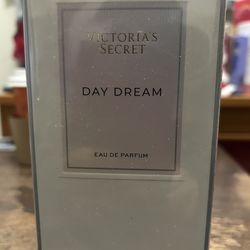 VICTORIA'S
SECRET
DAY DREAM
EAU DE PARFUM